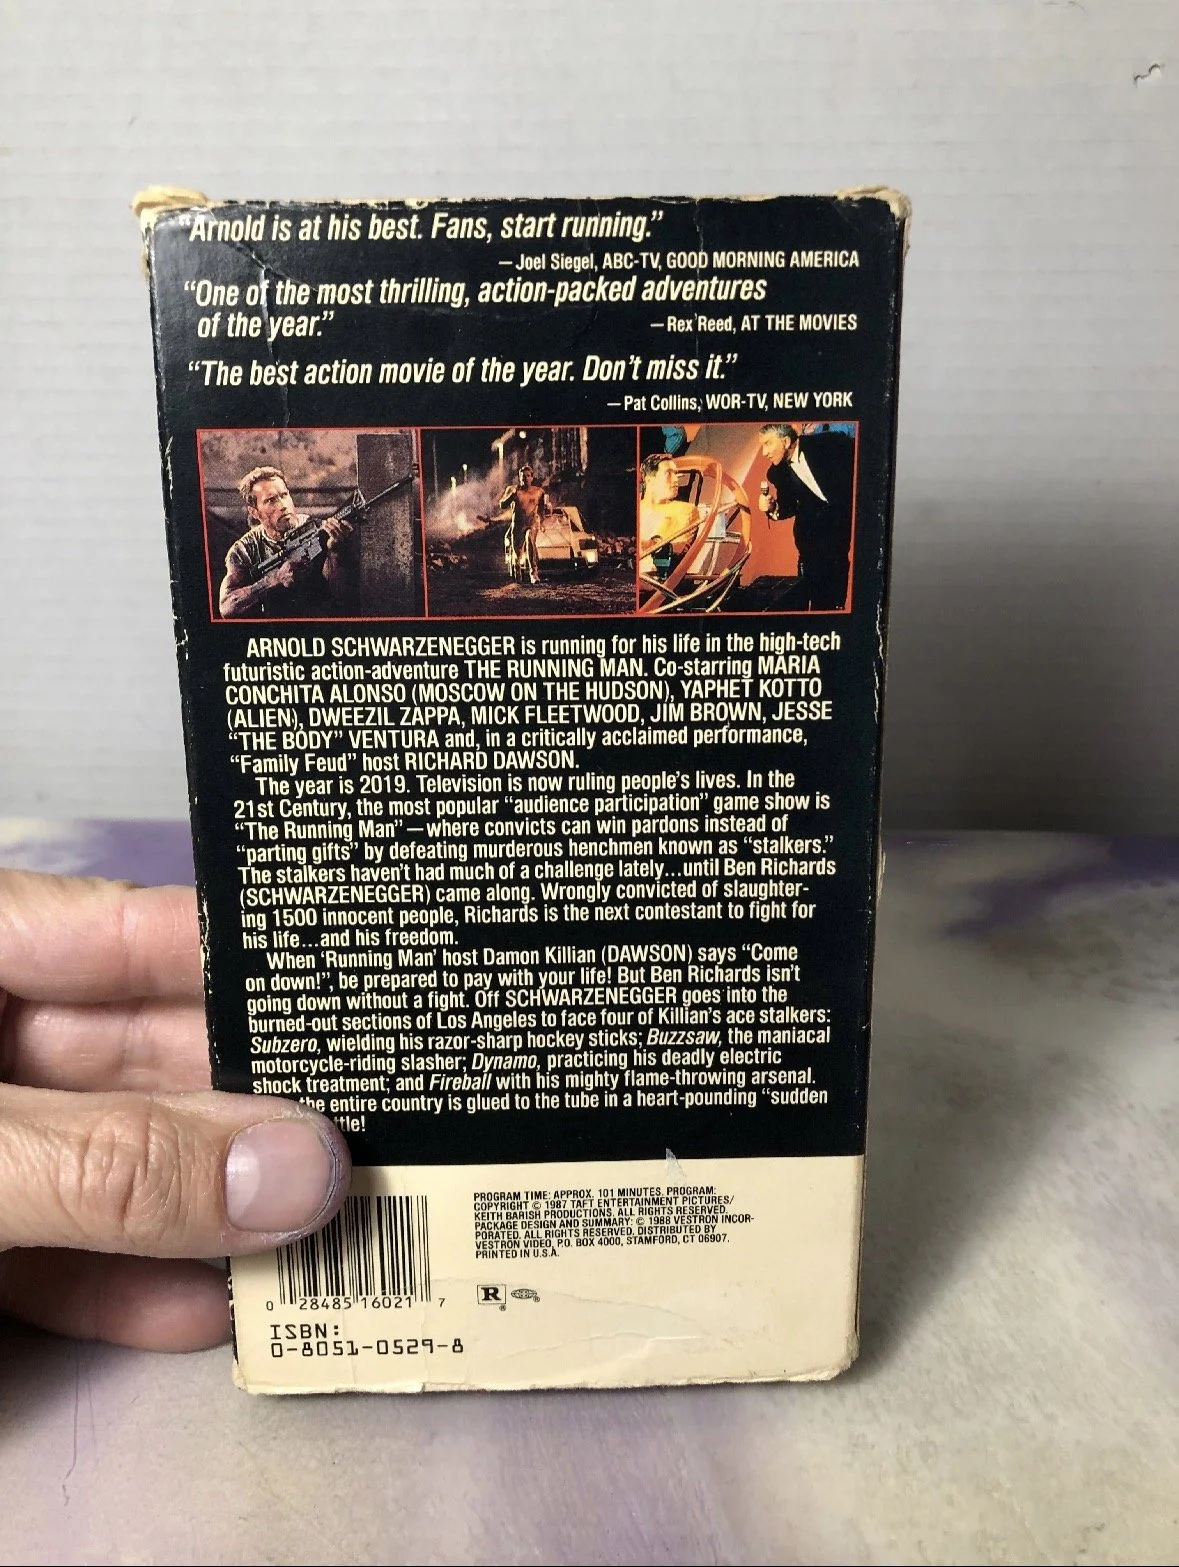 "Arnold is at his best. Fans, start running."
—Joel Siegel, ABC-TV, GOOD MORNING AMERICA
"One of the most thrilling, action-packed adventures
of the year."
—Rex Reed, AT THE MOVIES
"The best action movie of the year. Don't miss it."
—Pat Collins, WOR-TV, NEW YORK
ARNOLD SCHWARZENEGGER is running for his life in the high-tech
futuristic action-adventure THE RUNNING MAN. Co-starring MARIA
CONCHITA ALONSO (MOSCOW ON THE HUDSON), YAPHET KOTTO
(ALIEN), DWEEZIL ZAPPA, MICK FLEETWOOD, JIM BROWN, JESSE
"THE BODY" VENTURA and, in a critically acclaimed performance,
"Family Feud" host RICHARD DAWSON.
The year is 2019. Television is now ruling people's lives. In the
21st Century, the most popular "audience participation" game show is
"The Running Man"—where convicts can win pardons instead of
"parting gifts" by defeating murderous henchmen known as "stalkers."
The stalkers haven't had much of a challenge lately...until Ben Richards
(SCHWARZENEGGER) came along. Wrongly convicted of slaughter-
ing 1500 innocent people, Richards is the next contestant to fight for
his life...and his freedom.
When 'Running Man' host Damon Killian (DAWSON) says "Come
on down!", be prepared to pay with your life! But Ben Richards isn't
going down without a fight. Off SCHWARZENEGGER goes into the
burned-out sections of Los Angeles to face four of Killian's ace stalkers:
Subzero, wielding his razor-sharp hockey sticks; Buzzsaw, the maniacal
motorcycle-riding slasher; Dynamo, practicing his deadly electric
shock treatment; and Fireball with his mighty flame-throwing arsenal.
the entire country is glued to the tube in a heart-pounding "sudden
ttle!
PROGRAM TIME: APPROX. 101 MINUTES. PROGRAM:
COPYRIGHT © 1987 TAFT ENTERTAINMENT PICTURES/
KEITH BARISH PRODUCTIONS. ALL RIGHTS RESERVED.
PACKAGE DESIGN AND SUMMARY: © 1988 VESTRON INCOR-
PORATED. ALL RIGHTS RESERVED. DISTRIBUTED BY
VESTRON VIDEO, P.O. BOX 4000, STAMFORD, CT 06907.
PRINTED IN U.S.A.
R
0 28485 16021 7
ISBN:
0-8051-0529-8